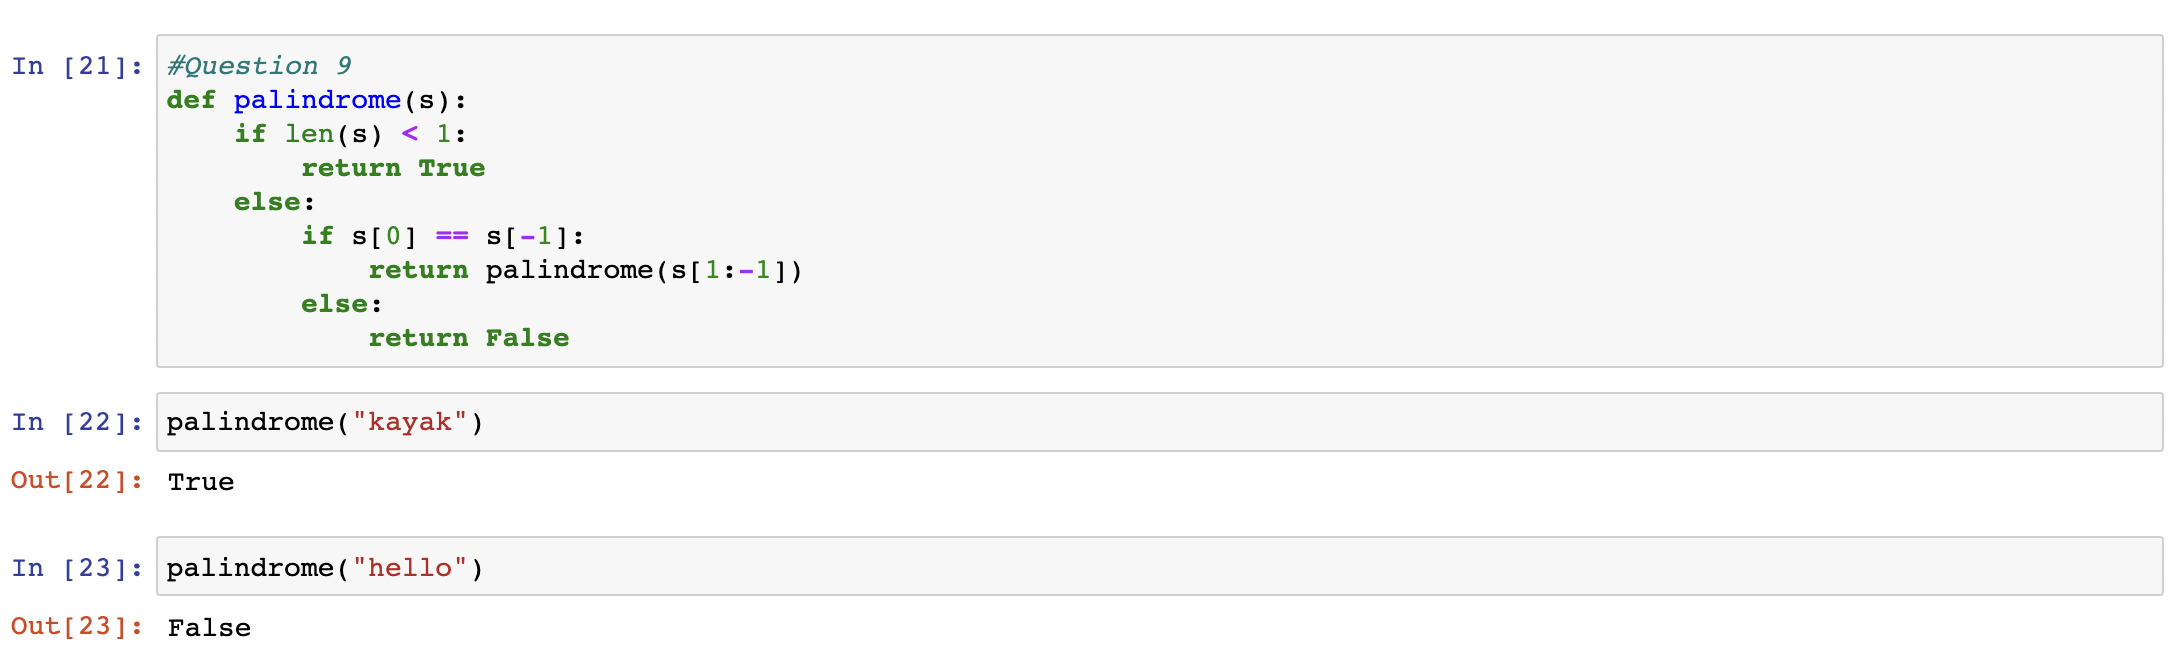 In [21]: #Question 9
def palindrome(s):
    if len(s) < 1:
        return True
    else:
        if s[0] == s[-1]:
            return palindrome(s[1:-1])
        else:
            return False
In [22]: palindrome("kayak")
Out[22]: True
In [23]: palindrome("hello")
Out[23]: False